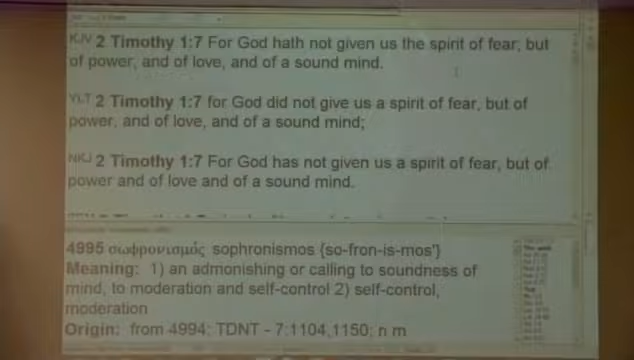 KJV 2 Timothy 1:7 For God hath not given us the spirit of fear; but
of power, and of love, and of a sound mind.
YLT 2 Timothy 1:7 for God did not give us a spirit of fear, but of
power, and of love, and of a sound mind;
NKJ 2 Timothy 1:7 For God has not given us a spirit of fear, but of
power and of love and of a sound mind.
4995 σωφρονισμός sophronismos {so-fron-is-mos'}
Meaning: 1) an admonishing or calling to soundness of
mind, to moderation and self-control 2) self-control,
moderation
Origin: from 4994; TDNT - 7:1104,1150; n m